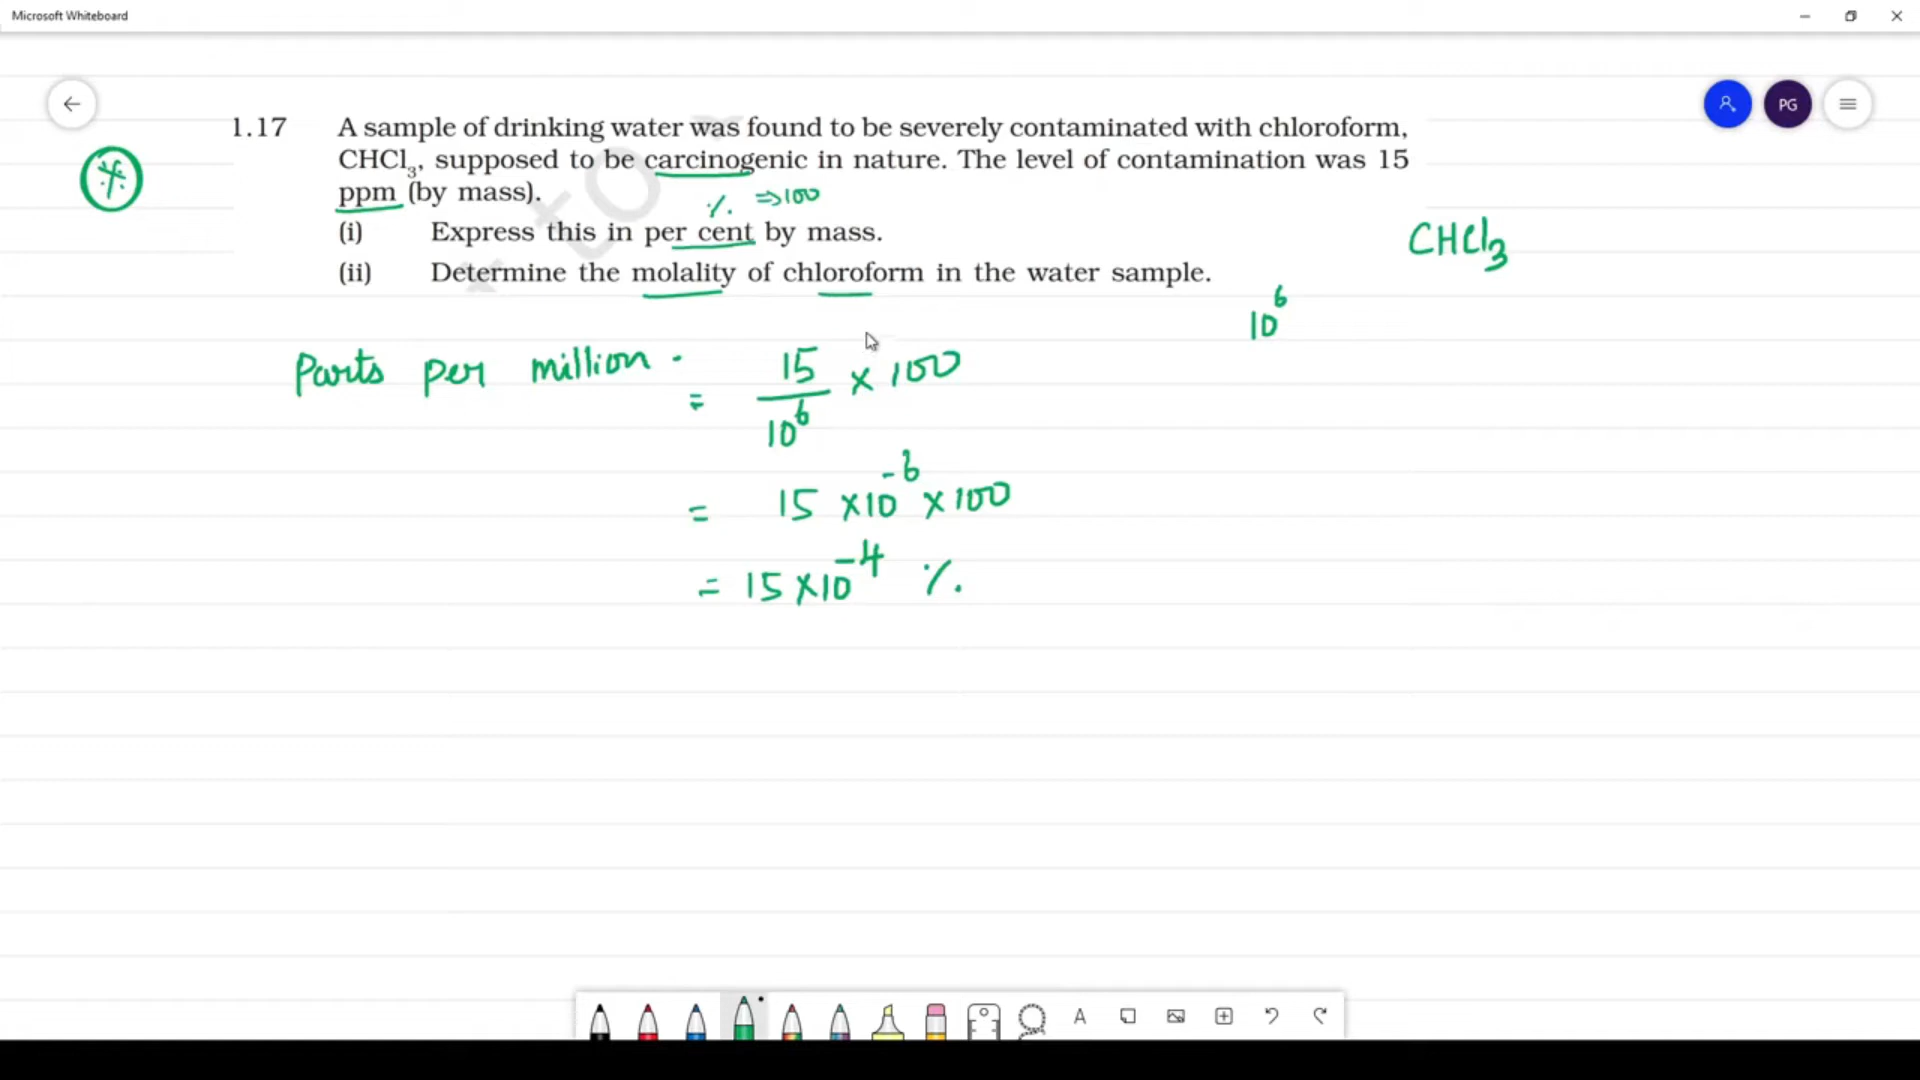 Microsoft Whiteboard
PG
1.17 A sample of drinking water was found to be severely contaminated with chloroform,
CHCl3, supposed to be carcinogenic in nature. The level of contamination was 15
ppm (by mass).
% ⇒100
(i) Express this in per cent by mass.
CHCl3
(ii) Determine the molality of chloroform in the water sample.
10^6
Parts per million .
= 15/10^6 × 100
= 15 ×10^-6 ×100
= 15 ×10^-4 %
A